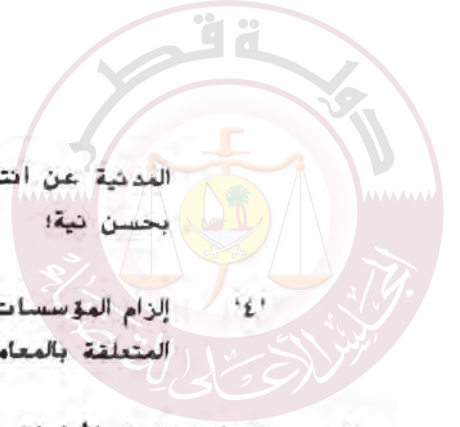 دولة قطر
المدنية عن انت
بحسن نية؛
'٤' إلزام المؤسسات
المتعلقة بالمعام
المجلس الأعلى للقضاء